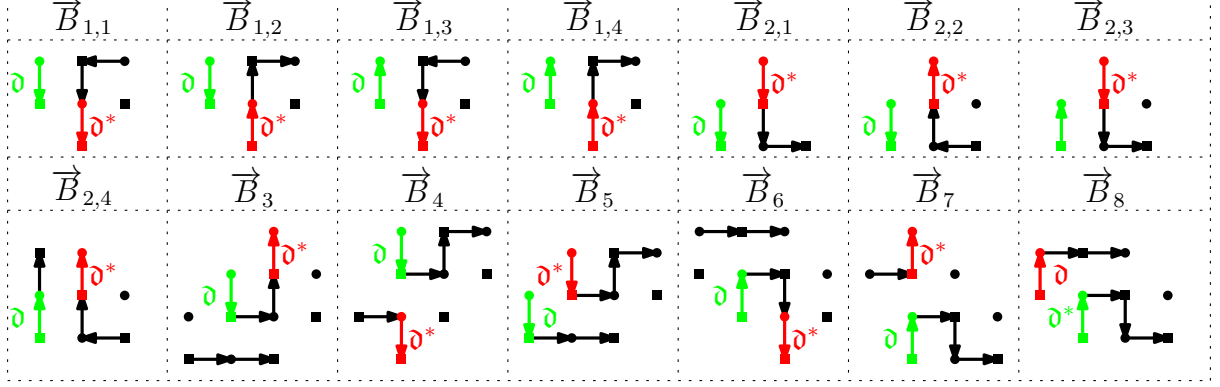 B⃗1,1 B⃗1,2 B⃗1,3 B⃗1,4 B⃗2,1 B⃗2,2 B⃗2,3
𝔡 𝔡* 𝔡 𝔡* 𝔡 𝔡* 𝔡 𝔡* 𝔡 𝔡* 𝔡 𝔡* 𝔡 𝔡*
B⃗2,4 B⃗3 B⃗4 B⃗5 B⃗6 B⃗7 B⃗8
𝔡 𝔡* 𝔡 𝔡* 𝔡 𝔡* 𝔡* 𝔡 𝔡 𝔡* 𝔡* 𝔡 𝔡 𝔡*